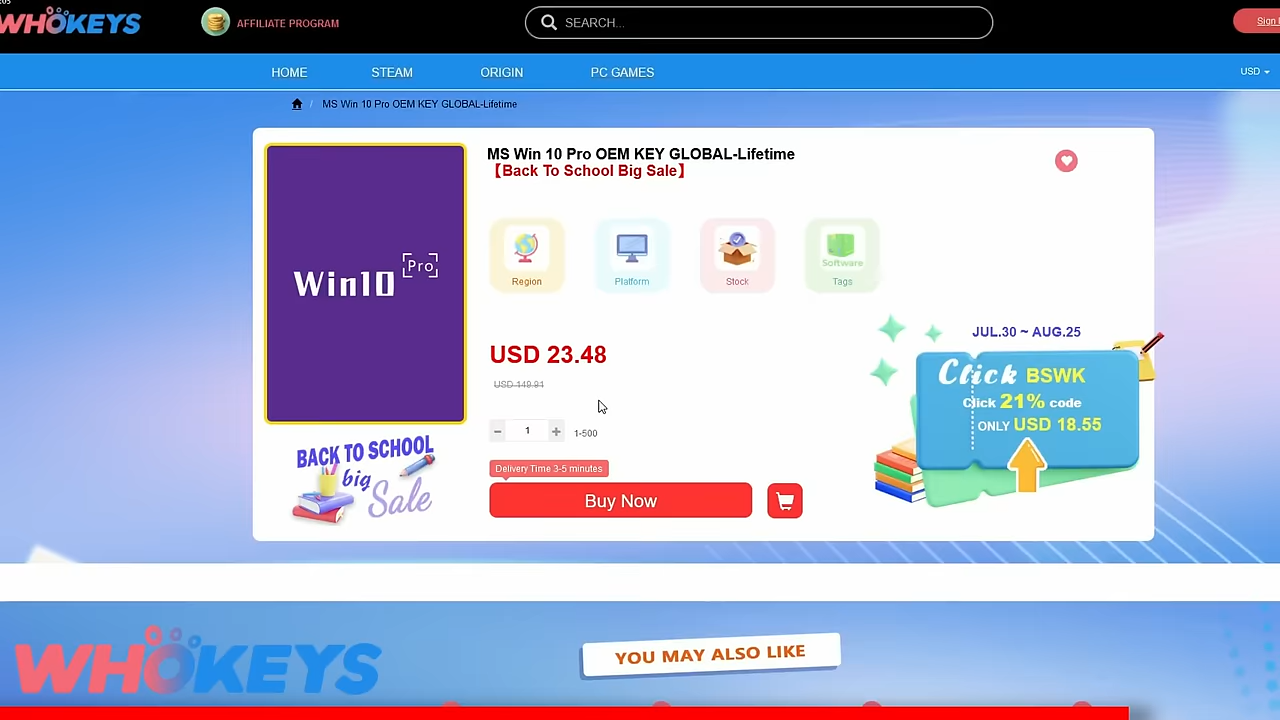 WHOKEYS
AFFILIATE PROGRAM
SEARCH...
Sign
HOME
STEAM
ORIGIN
PC GAMES
USD
/ MS Win 10 Pro OEM KEY GLOBAL-Lifetime
MS Win 10 Pro OEM KEY GLOBAL-Lifetime
【Back To School Big Sale】
Win10 [Pro]
Region
Platform
Stock
Software
Tags
USD 23.48
USD 149.91
- 1 + 1-500
Delivery Time 3-5 minutes
Buy Now
BACK TO SCHOOL
big
Sale
JUL.30 ~ AUG.25
Click BSWK
Click 21% code
ONLY USD 18.55
WHOKEYS
YOU MAY ALSO LIKE